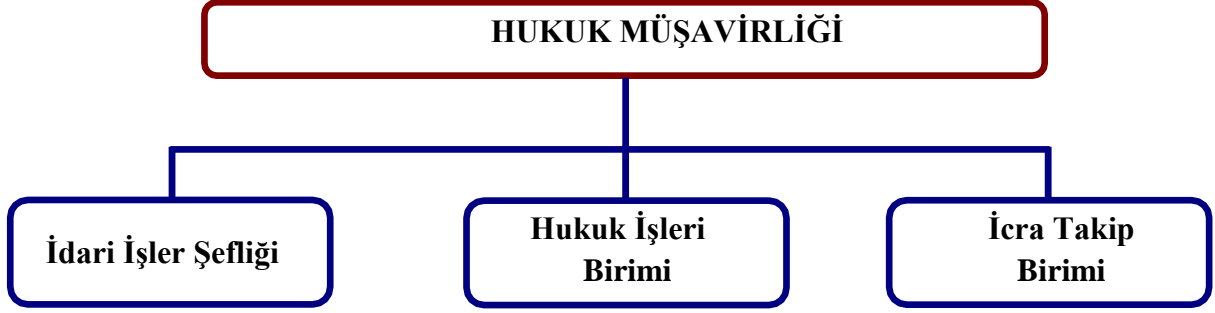 HUKUK MÜŞAVİRLİĞİ
İdari İşler Şefliği
Hukuk İşleri
Birimi
İcra Takip
Birimi